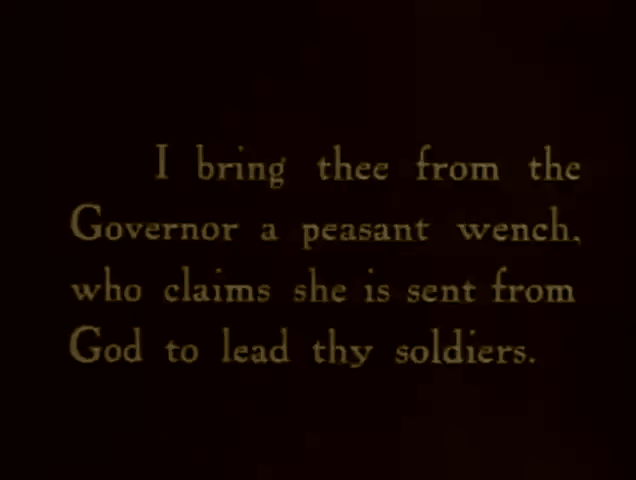 I bring thee from the
Governor a peasant wench,
who claims she is sent from
God to lead thy soldiers.